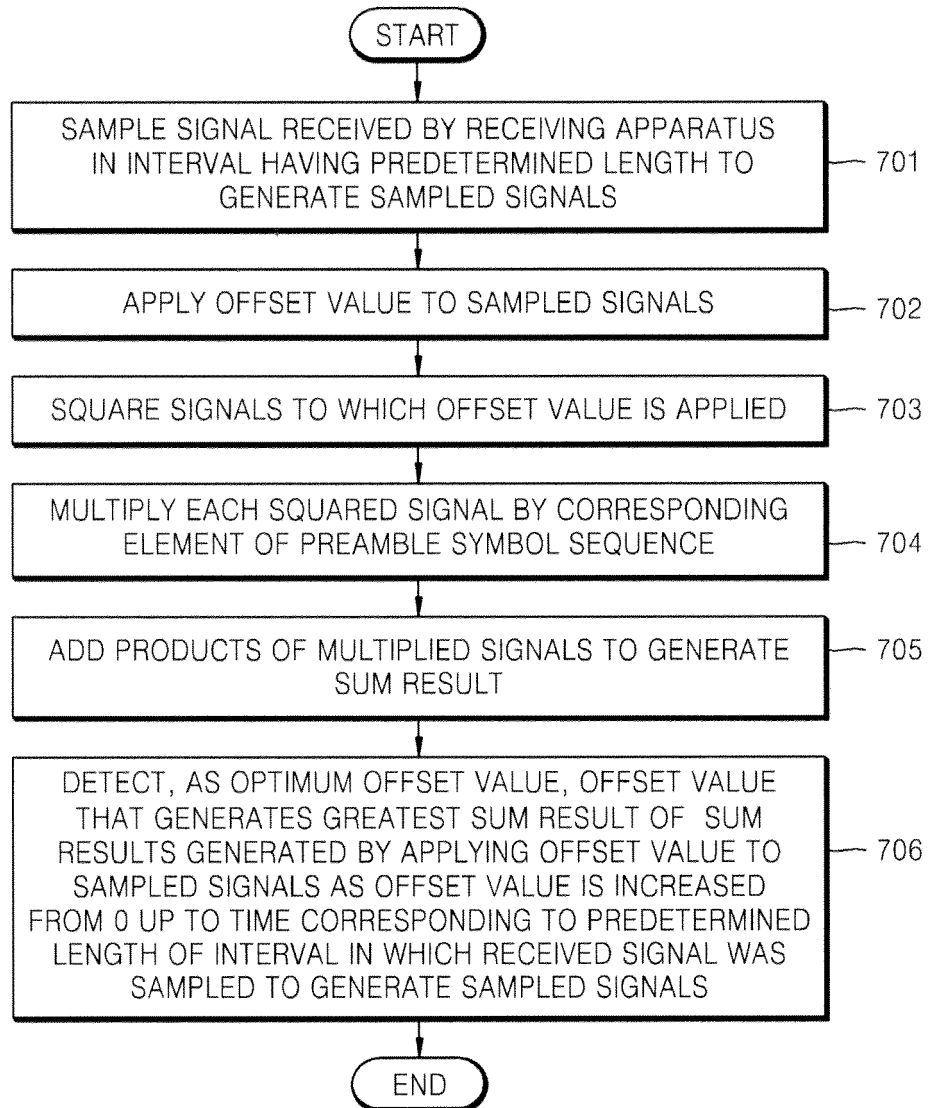 START
SAMPLE SIGNAL RECEIVED BY RECEIVING APPARATUS
IN INTERVAL HAVING PREDETERMINED LENGTH TO
GENERATE SAMPLED SIGNALS
701
APPLY OFFSET VALUE TO SAMPLED SIGNALS
702
SQUARE SIGNALS TO WHICH OFFSET VALUE IS APPLIED
703
MULTIPLY EACH SQUARED SIGNAL BY CORRESPONDING
ELEMENT OF PREAMBLE SYMBOL SEQUENCE
704
ADD PRODUCTS OF MULTIPLIED SIGNALS TO GENERATE
SUM RESULT
705
DETECT, AS OPTIMUM OFFSET VALUE, OFFSET VALUE
THAT GENERATES GREATEST SUM RESULT OF SUM
RESULTS GENERATED BY APPLYING OFFSET VALUE TO
SAMPLED SIGNALS AS OFFSET VALUE IS INCREASED
FROM 0 UP TO TIME CORRESPONDING TO PREDETERMINED
LENGTH OF INTERVAL IN WHICH RECEIVED SIGNAL WAS
SAMPLED TO GENERATE SAMPLED SIGNALS
706
END